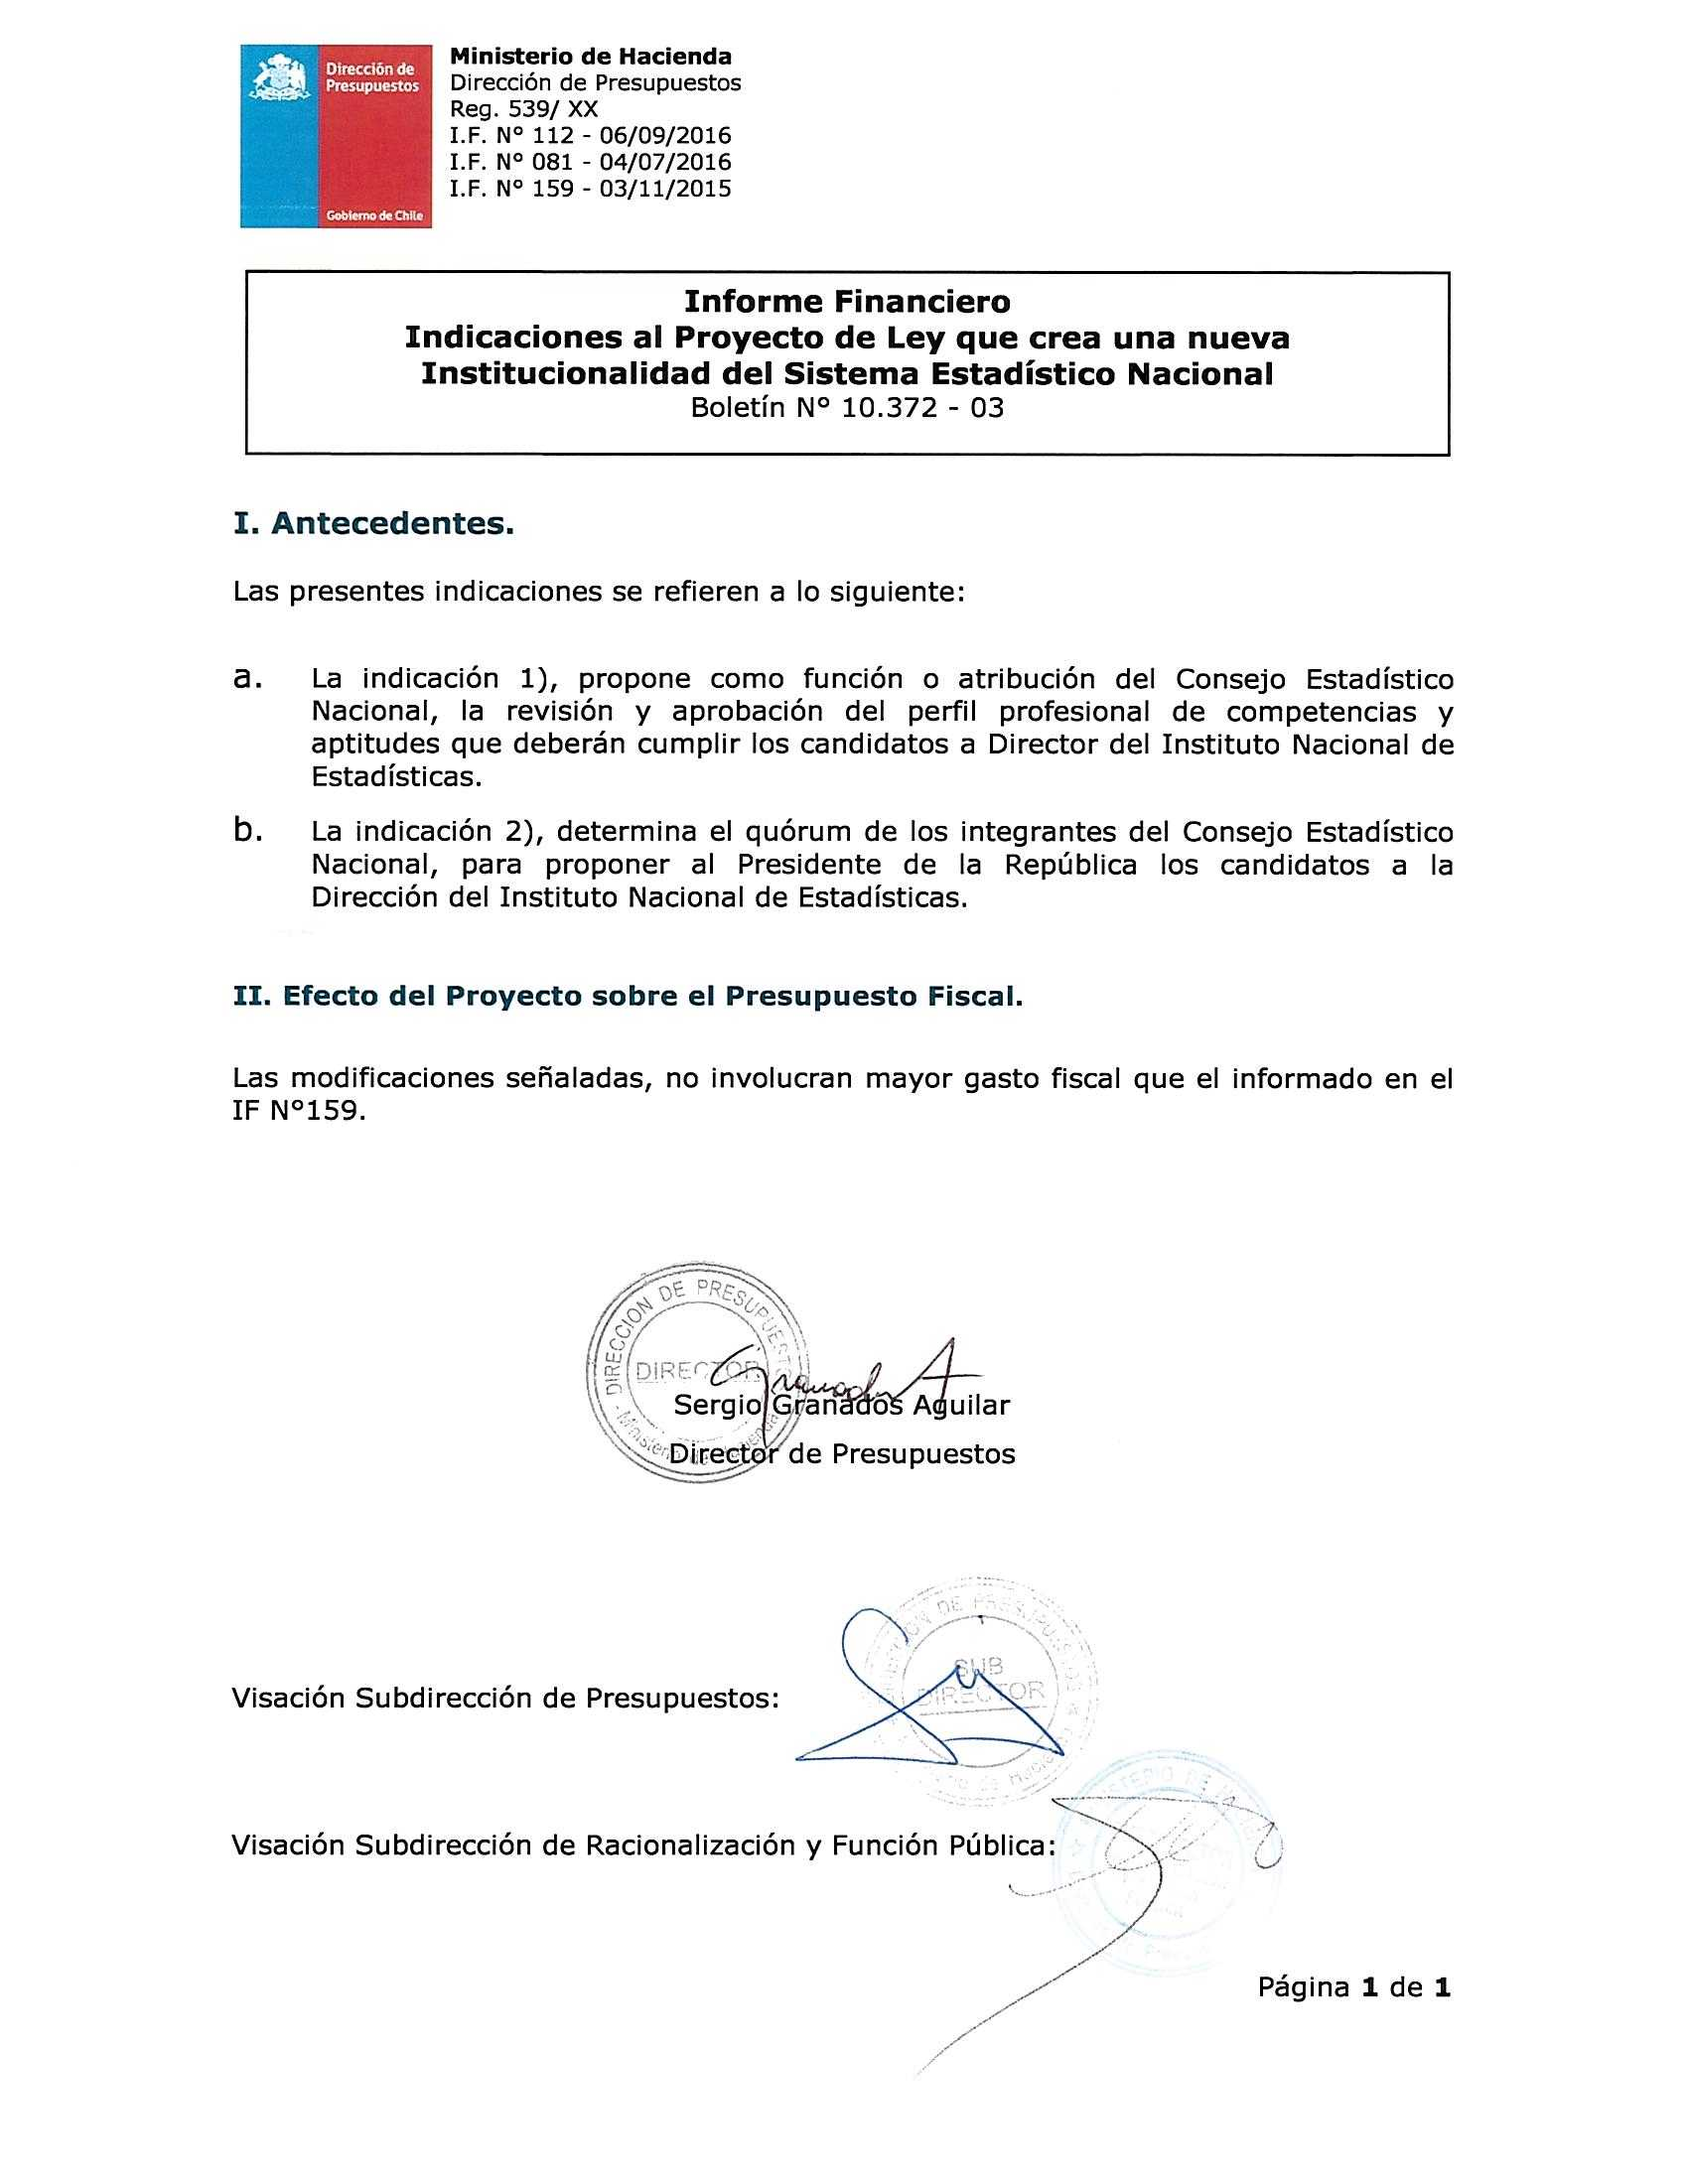 Dirección de
Presupuestos
Gobierno de Chile
Ministerio de Hacienda
Dirección de Presupuestos
Reg. 539/ XX
I.F. Nº 112 - 06/09/2016
I.F. Nº 081 - 04/07/2016
I.F. Nº 159 - 03/11/2015
Informe Financiero
Indicaciones al Proyecto de Ley que crea una nueva
Institucionalidad del Sistema Estadístico Nacional
Boletín Nº 10.372 - 03
I. Antecedentes.
Las presentes indicaciones se refieren a lo siguiente:
a. La indicación 1), propone como función o atribución del Consejo Estadístico
Nacional, la revisión y aprobación del perfil profesional de competencias y
aptitudes que deberán cumplir los candidatos a Director del Instituto Nacional de
Estadísticas.
b. La indicación 2), determina el quórum de los integrantes del Consejo Estadístico
Nacional, para proponer al Presidente de la República los candidatos a la
Dirección del Instituto Nacional de Estadísticas.
II. Efecto del Proyecto sobre el Presupuesto Fiscal.
Las modificaciones señaladas, no involucran mayor gasto fiscal que el informado en el
IF Nº159.
DIRECCION DE PRESUPUESTOS
DIRECTOR
Sergio Granados Aguilar
Director de Presupuestos
SUB
DIRECTOR
Visación Subdirección de Presupuestos:
Visación Subdirección de Racionalización y Función Pública:
Página 1 de 1